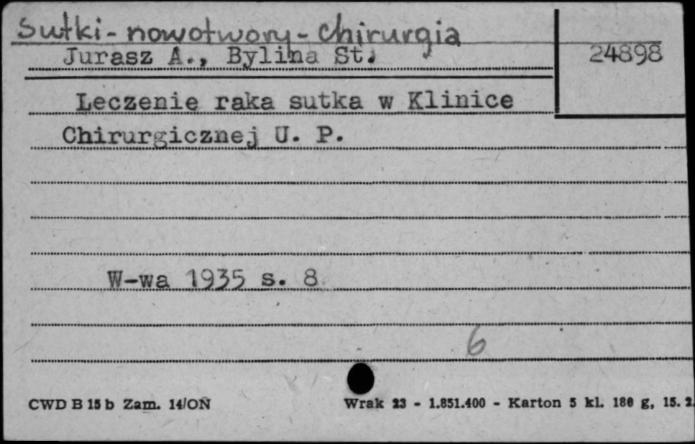 Sutki - nowotwory - chirurgia
Jurasz A., Bylina St.
24898
Leczenie raka sutka w Klinice
Chirurgicznej U. P.
W-wa 1935 s. 8
6
CWD B 15 b Zam. 14/ON
Wrak 23 - 1.851.400 - Karton 5 kl. 180 g, 15. 2.